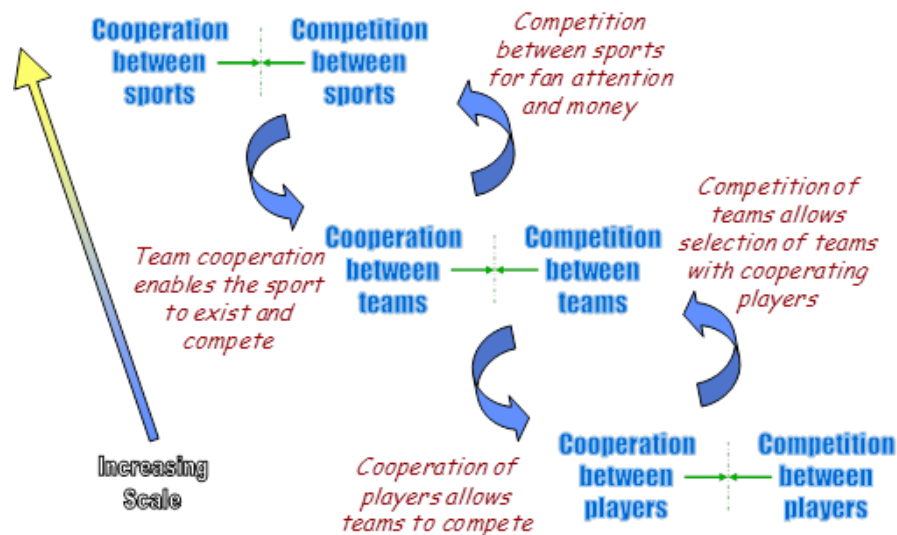 Cooperation
between
sports
Competition
between
sports
Competition
between sports
for fan attention
and money
Team cooperation
enables the sport
to exist and
compete
Cooperation
between
teams
Competition
between
teams
Competition of
teams allows
selection of teams
with cooperating
players
Increasing
Scale
Cooperation of
players allows
teams to compete
Cooperation
between
players
Competition
between
players